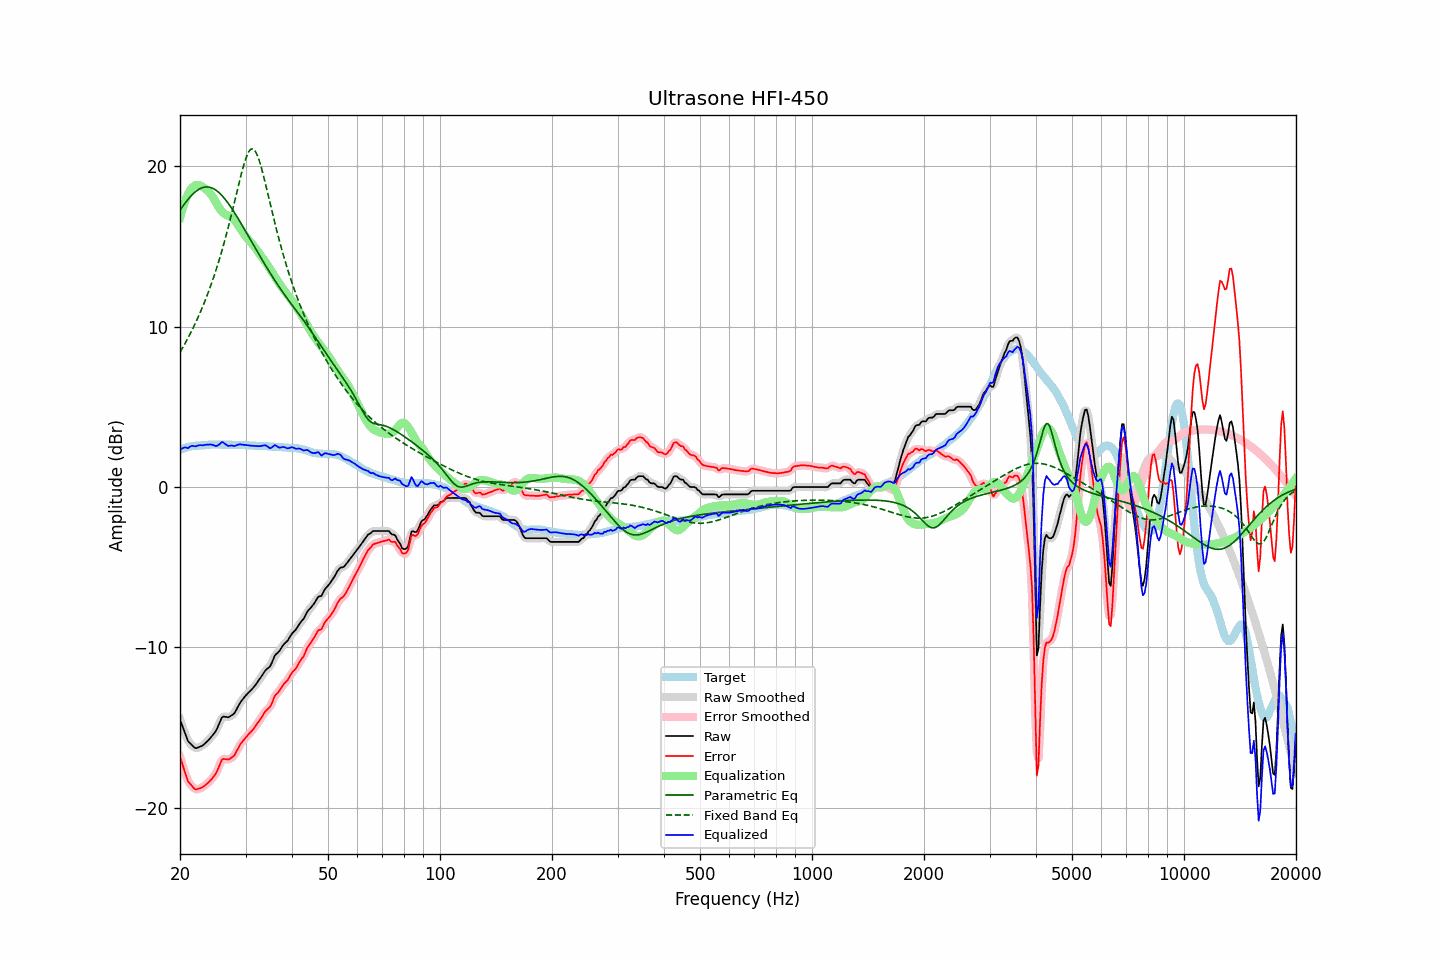 Ultrasone HFI-450
Amplitude (dBr)
20
10
0
−10
−20
Target
Raw Smoothed
Error Smoothed
Raw
Error
Equalization
Parametric Eq
Fixed Band Eq
Equalized
20 50 100 200 500 1000 2000 5000 10000 20000
Frequency (Hz)